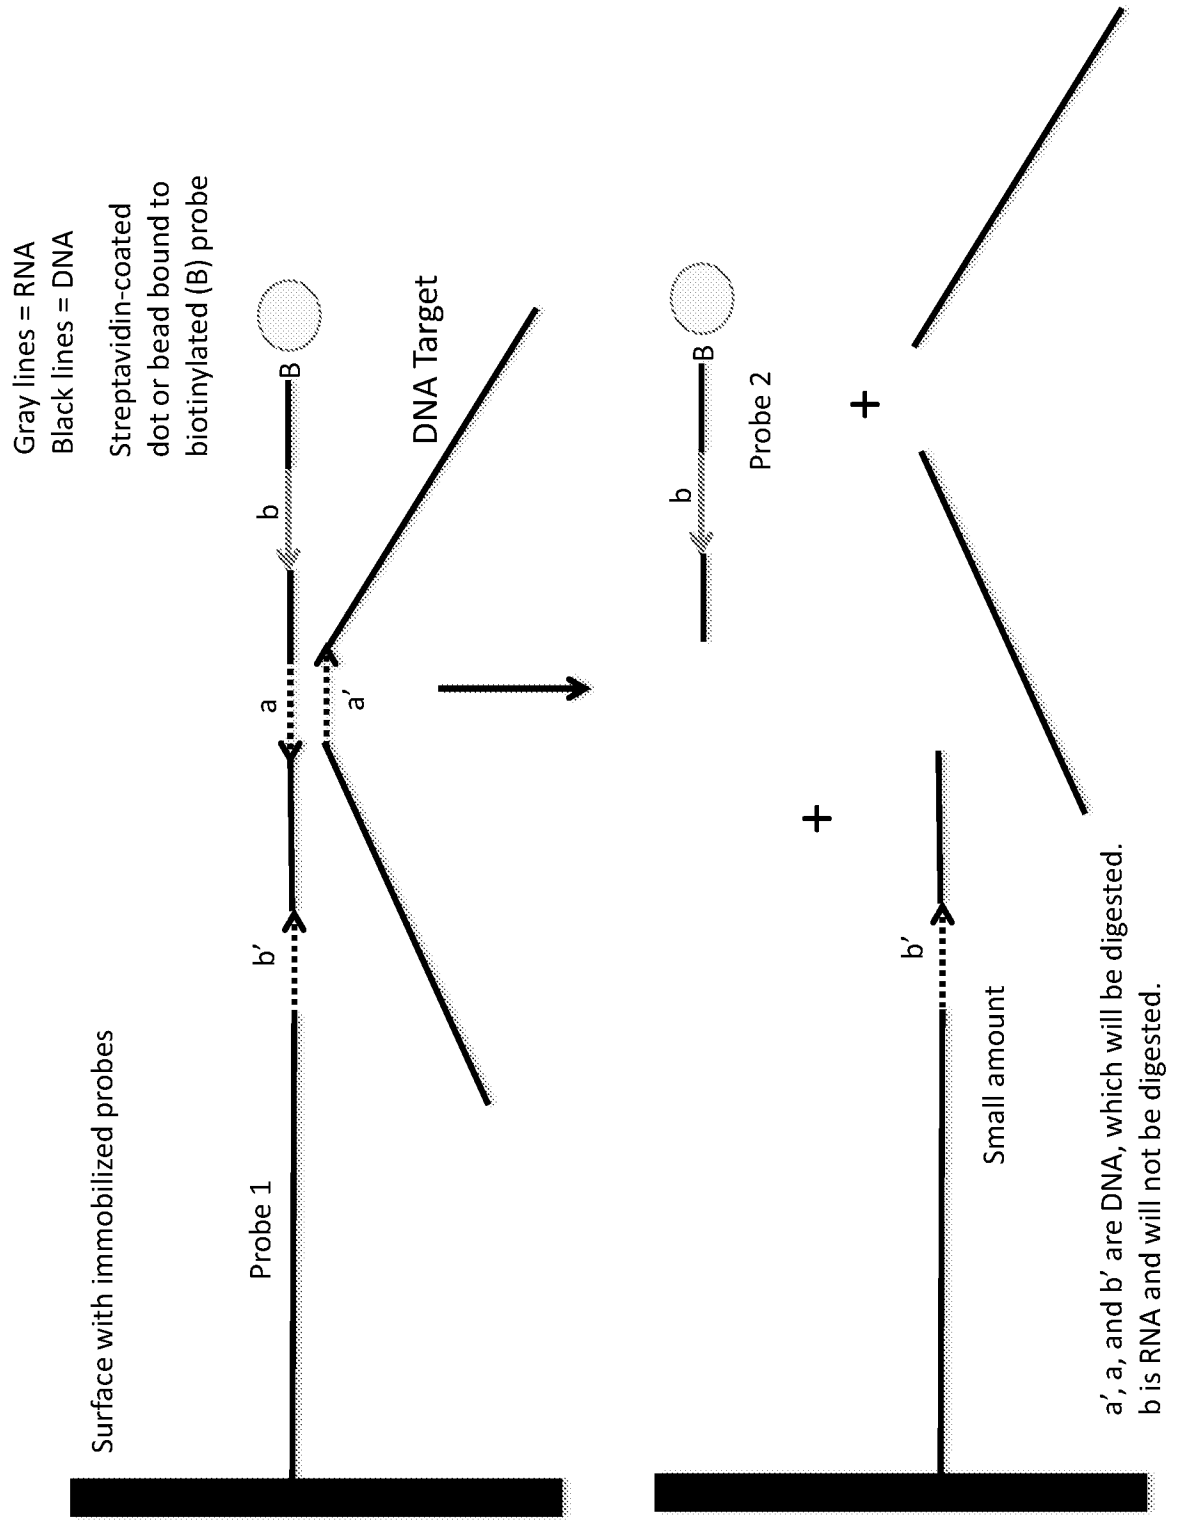 Gray lines = RNA
Black lines = DNA
Streptavidin-coated
dot or bead bound to
biotinylated (B) probe
Surface with immobilized probes
Probe 1
b′
a
b
B
a′
DNA Target
b
B
Probe 2
+
+
b′
Small amount
a′, a, and b′ are DNA, which will be digested.
b is RNA and will not be digested.